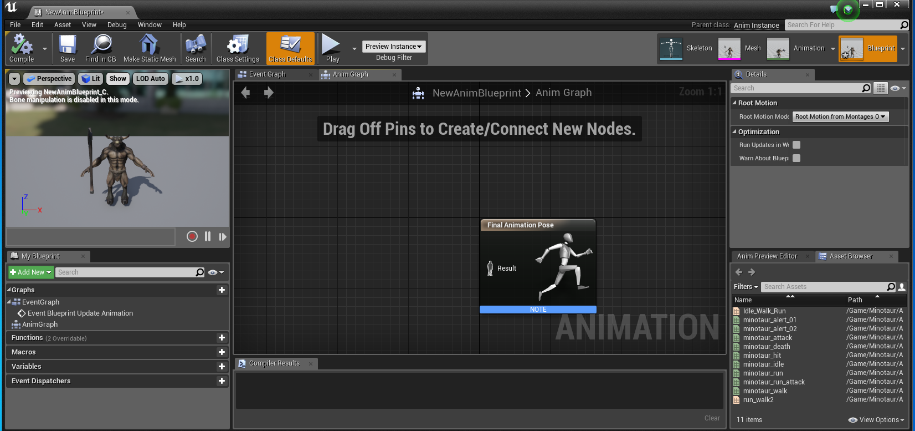 NewAnimBlueprint
File Edit Asset View Debug Window Help
Parent class: Anim Instance Search For Help
Compile Save Find in CB Make Static Mesh Search Class Settings Class Defaults Play
Preview Instance
Debug Filter
Skeleton Mesh Animation Blueprint
Perspective Lit Show LOD Auto x1.0
Previewing NewAnimBlueprint_C.
Bone manipulation is disabled in this mode.
Z
X
Event Graph Anim Graph
NewAnimBlueprint > Anim Graph
Zoom 1:1
Drag Off Pins to Create/Connect New Nodes.
Final Animation Pose
Result
NOTE
ANIMATION
My Blueprint
+ Add New Search
Graphs
EventGraph
Event Blueprint Update Animation
AnimGraph
Functions (2 Overridable)
Macros
Variables
Event Dispatchers
Compiler Results
Clear
Details
Search
Root Motion
Root Motion Mode Root Motion from Montages O
Optimization
Run Updates in W
Warn About Bluep
Anim Preview Editor Asset Browser
Filters Search Assets
Name Path
Idle_Walk_Run /Game/Minotaur/A
minotaur_alert_01 /Game/Minotaur/A
minotaur_alert_02 /Game/Minotaur/A
minotaur_attack /Game/Minotaur/A
minotaur_death /Game/Minotaur/A
minotaur_hit /Game/Minotaur/A
minotaur_idle /Game/Minotaur/A
minotaur_run /Game/Minotaur/A
minotaur_run_attack /Game/Minotaur/A
minotaur_walk /Game/Minotaur/A
run_walk2 /Game/Minotaur/A
11 items View Options